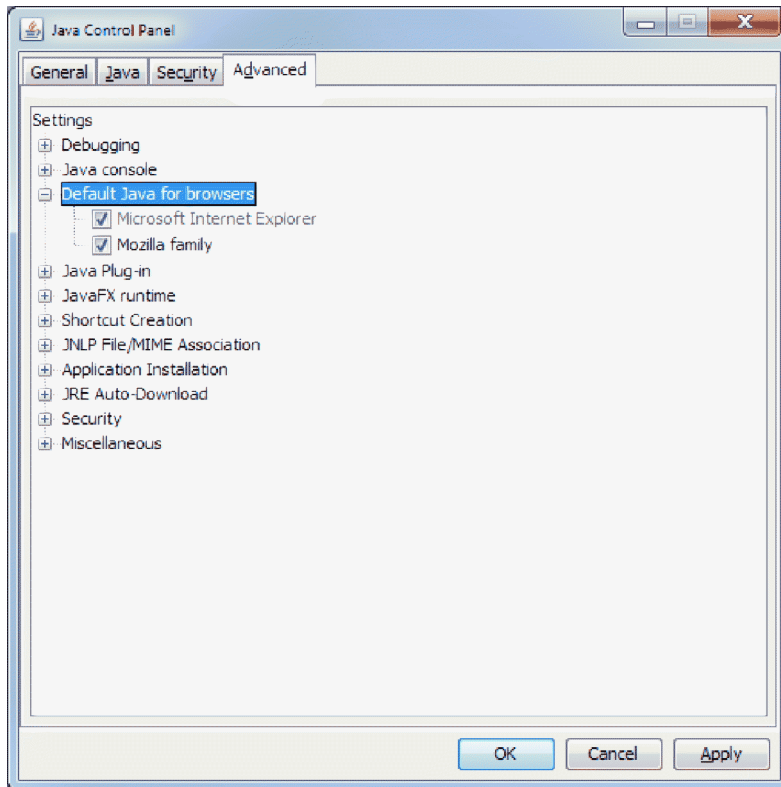 Java Control Panel
General Java Security Advanced
Settings
Debugging
Java console
Default Java for browsers
Microsoft Internet Explorer
Mozilla family
Java Plug-in
JavaFX runtime
Shortcut Creation
JNLP File/MIME Association
Application Installation
JRE Auto-Download
Security
Miscellaneous
OK Cancel Apply